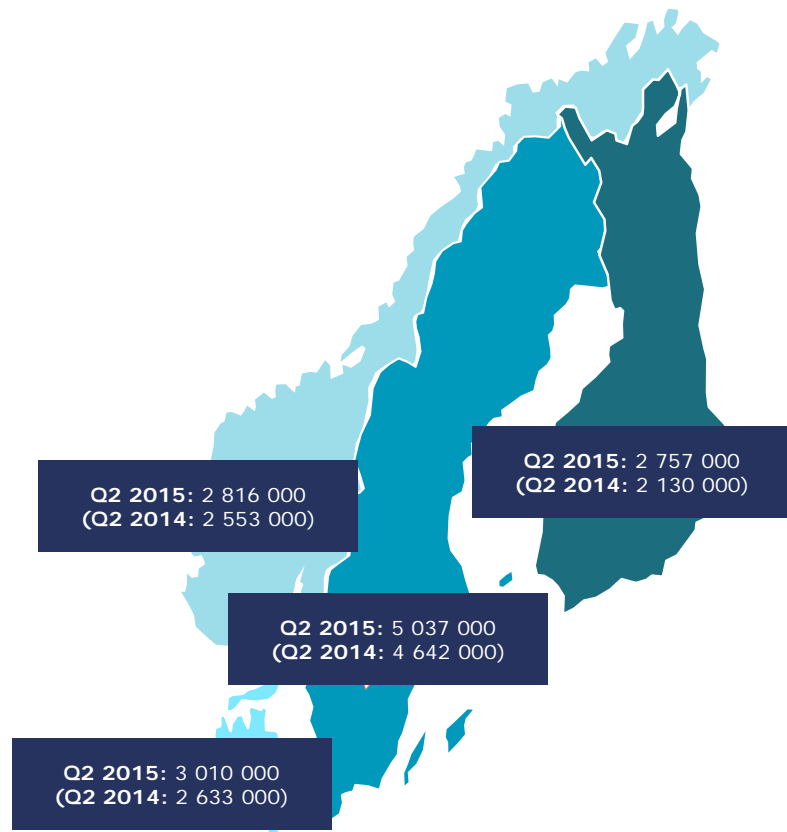 Q2 2015: 2 757 000
(Q2 2014: 2 130 000)
Q2 2015: 2 816 000
(Q2 2014: 2 553 000)
Q2 2015: 5 037 000
(Q2 2014: 4 642 000)
Q2 2015: 3 010 000
(Q2 2014: 2 633 000)